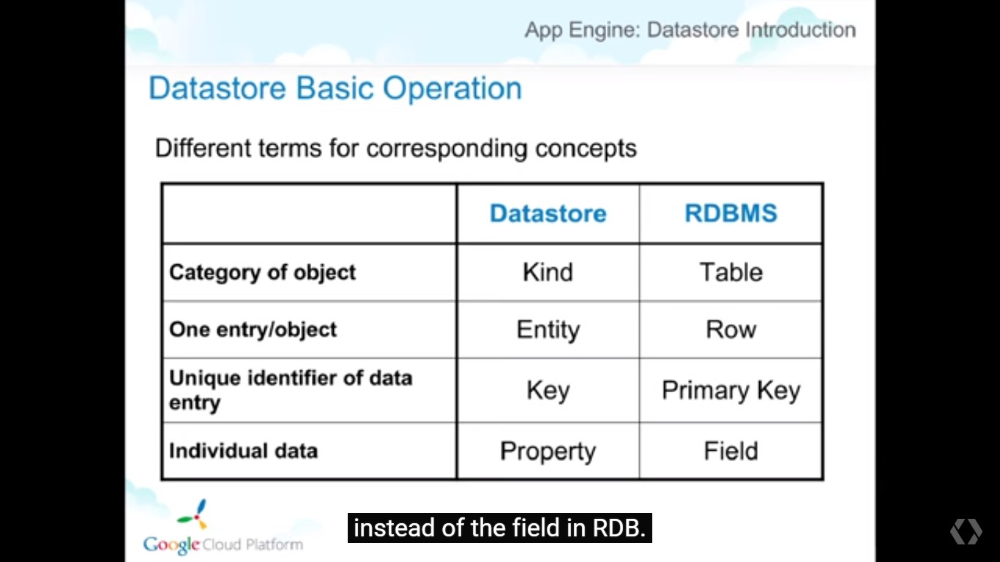 App Engine: Datastore Introduction
Datastore Basic Operation
Different terms for corresponding concepts
Datastore RDBMS
Category of object Kind Table
One entry/object Entity Row
Unique identifier of data
entry Key Primary Key
Individual data Property Field
Google Cloud Platform
instead of the field in RDB.